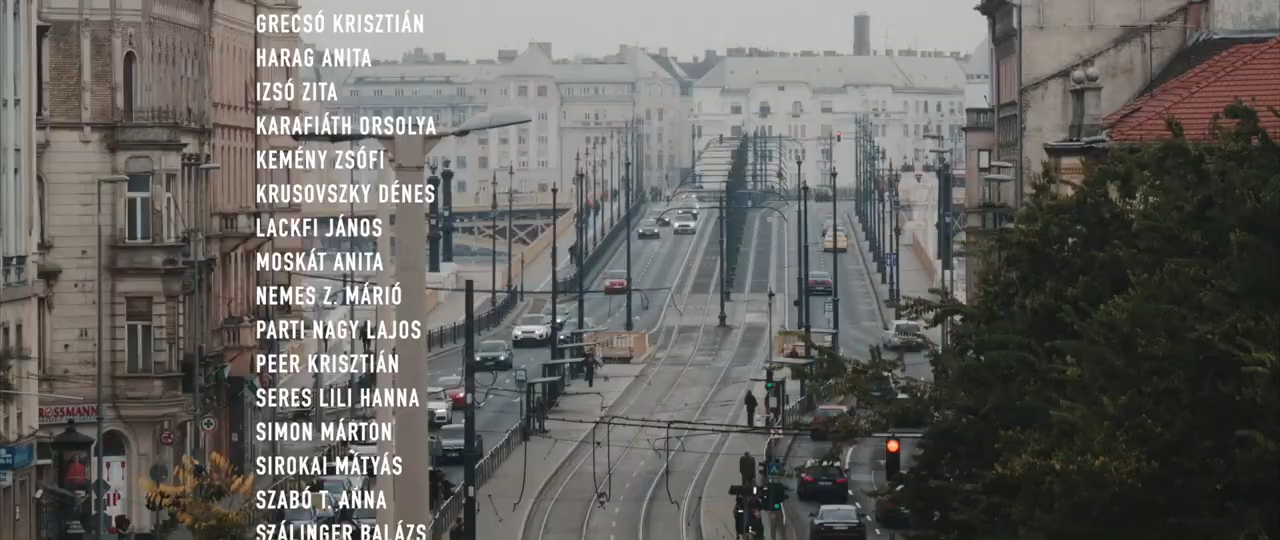 GRECSÓ KRISZTIÁN
HARAG ANITA
IZSÓ ZITA
KARAFIÁTH ORSOLYA
KEMÉNY ZSÓFI
KRUSOVSZKY DÉNES
LACKFI JÁNOS
MOSKÁT ANITA
NEMES Z. MÁRIÓ
PARTI NAGY LAJOS
PEER KRISZTIÁN
SERES LILI HANNA
SIMON MÁRTON
SIROKAI MÁTYÁS
SZABÓ T. ANNA
SZÁLINGER BALÁZS
ROSSMANN